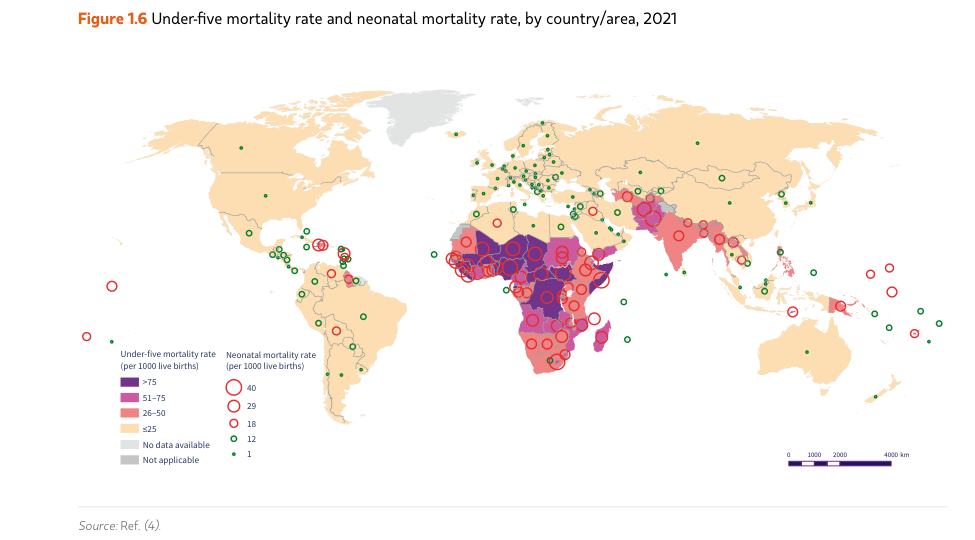 Figure 1.6 Under-five mortality rate and neonatal mortality rate, by country/area, 2021
Under-five mortality rate
(per 1000 live births)
>75
51–75
26–50
≤25
No data available
Not applicable
Neonatal mortality rate
(per 1000 live births)
40
29
18
12
1
0 1000 2000 4000 km
Source: Ref. (4).